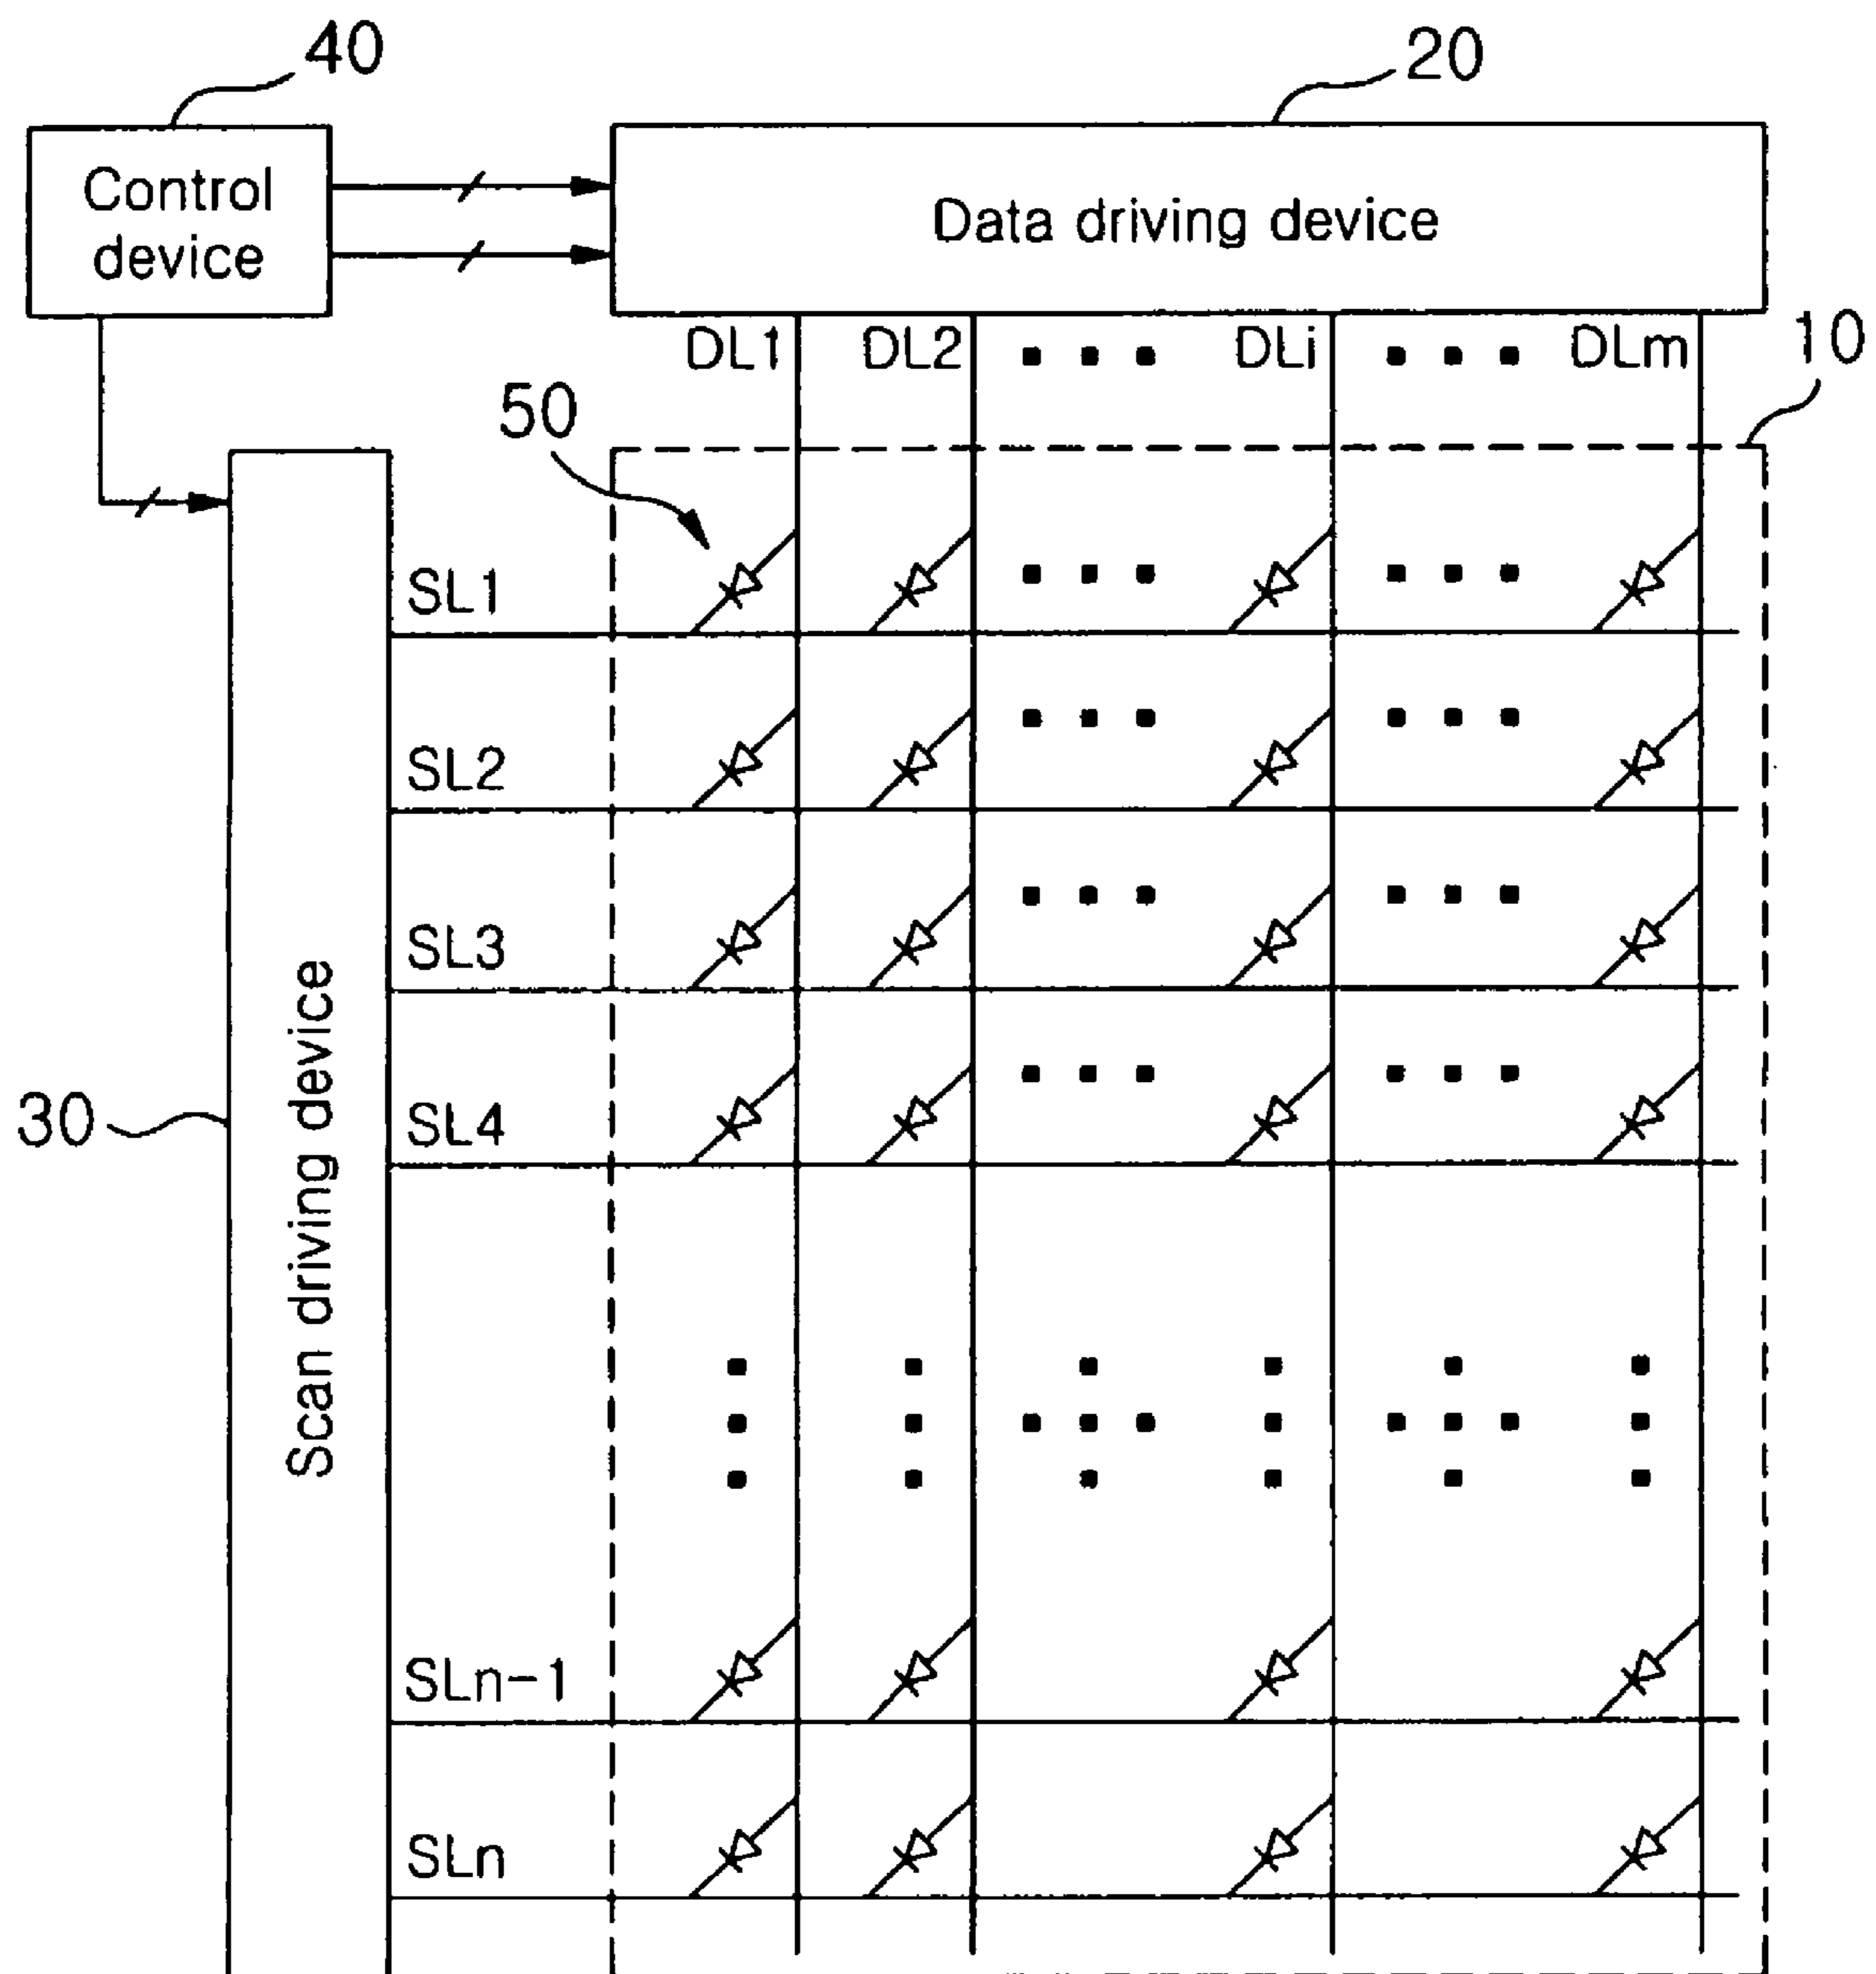 40
20
Control
device
Data driving device
DL1
DL2
DLi
DLm
10
50
SL1
SL2
SL3
SL4
30
Scan driving device
SLn-1
SLn